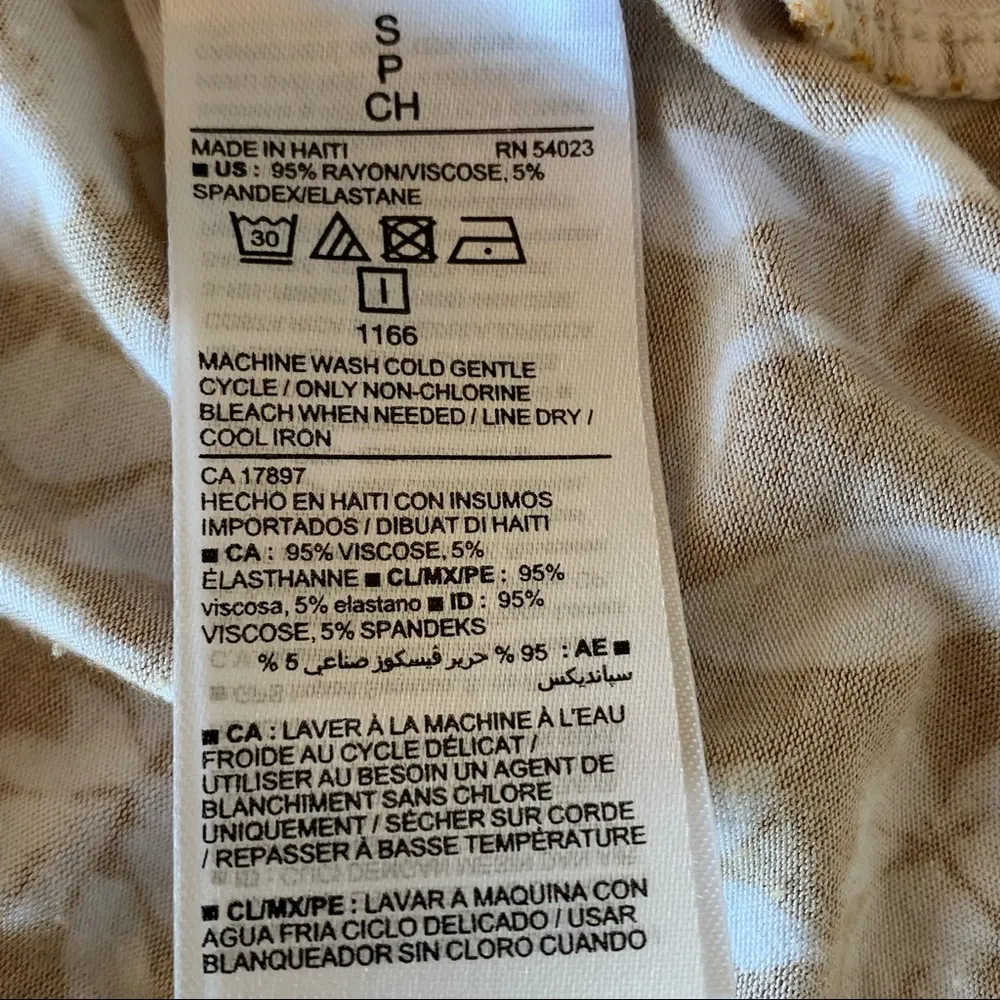 S
P
CH
MADE IN HAITI RN 54023
■ US : 95% RAYON/VISCOSE, 5%
SPANDEX/ELASTANE
30
I
1166
MACHINE WASH COLD GENTLE
CYCLE / ONLY NON-CHLORINE
BLEACH WHEN NEEDED / LINE DRY /
COOL IRON
CA 17897
HECHO EN HAITI CON INSUMOS
IMPORTADOS / DIBUAT DI HAITI
■ CA : 95% VISCOSE, 5%
ÉLASTHANNE ■ CL/MX/PE : 95%
viscosa, 5% elastano ■ ID : 95%
VISCOSE, 5% SPANDEKS
■ AE : 95 % حرير ڤيسكوز صناعي 5 %
سپانديكس
■ CA : LAVER À LA MACHINE À L'EAU
FROIDE AU CYCLE DÉLICAT /
UTILISER AU BESOIN UN AGENT DE
BLANCHIMENT SANS CHLORE
UNIQUEMENT / SÉCHER SUR CORDE
/ REPASSER À BASSE TEMPÉRATURE
■ CL/MX/PE : LAVAR A MAQUINA CON
AGUA FRIA CICLO DELICADO / USAR
BLANQUEADOR SIN CLORO CUANDO